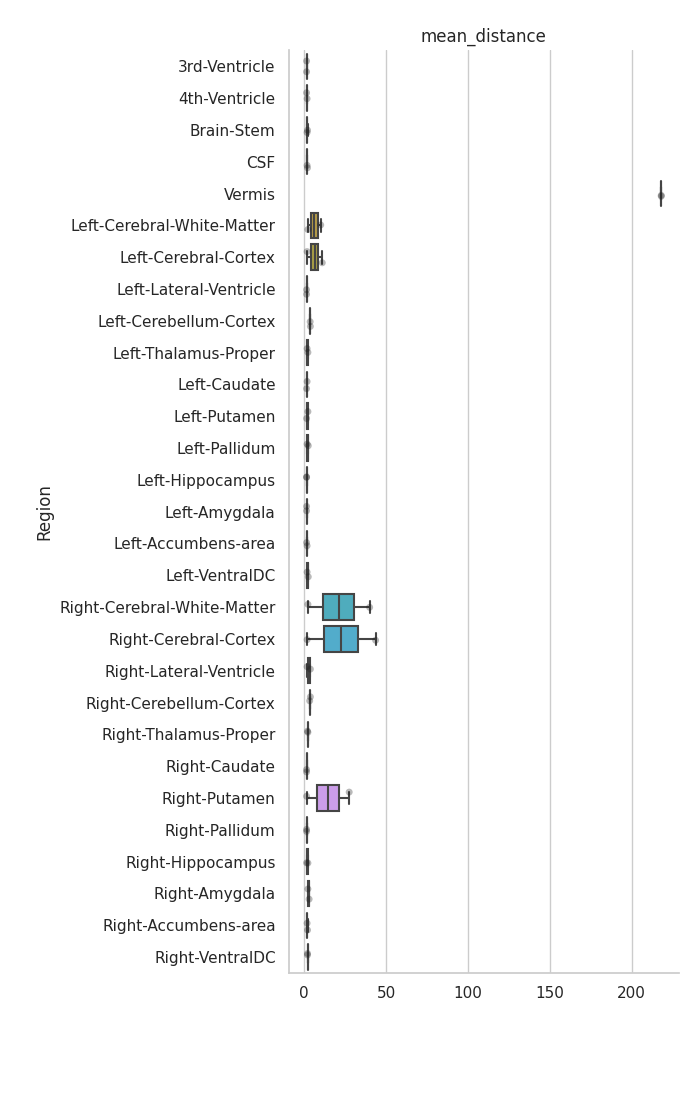 mean_distance
3rd-Ventricle
4th-Ventricle
Brain-Stem
CSF
Vermis
Left-Cerebral-White-Matter
Left-Cerebral-Cortex
Left-Lateral-Ventricle
Left-Cerebellum-Cortex
Left-Thalamus-Proper
Left-Caudate
Left-Putamen
Left-Pallidum
Left-Hippocampus
Left-Amygdala
Left-Accumbens-area
Left-VentralDC
Right-Cerebral-White-Matter
Right-Cerebral-Cortex
Right-Lateral-Ventricle
Right-Cerebellum-Cortex
Right-Thalamus-Proper
Right-Caudate
Right-Putamen
Right-Pallidum
Right-Hippocampus
Right-Amygdala
Right-Accumbens-area
Right-VentralDC
Region
0 50 100 150 200